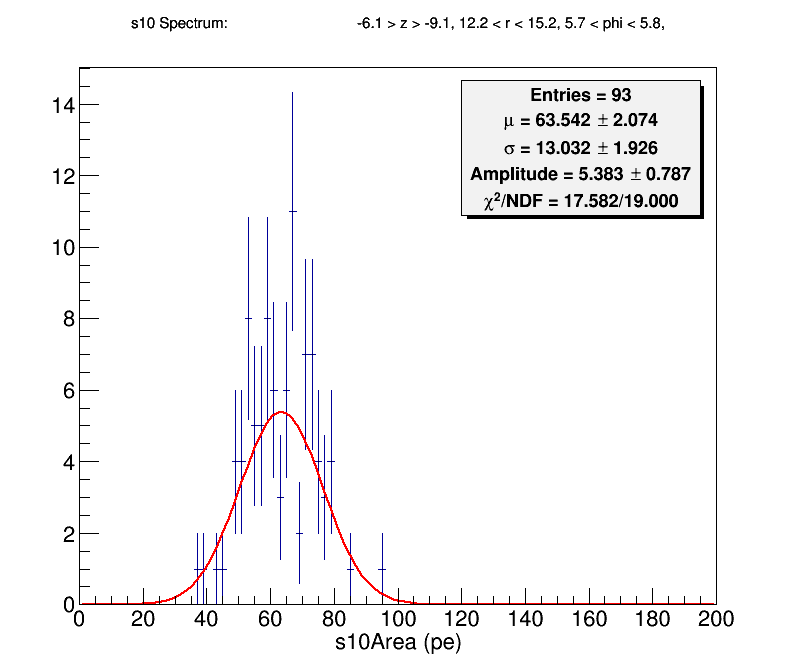 s10 Spectrum: -6.1 > z > -9.1, 12.2 < r < 15.2, 5.7 < phi < 5.8,
Entries = 93
μ = 63.542 ± 2.074
σ = 13.032 ± 1.926
Amplitude = 5.383 ± 0.787
χ²/NDF = 17.582/19.000
14
12
10
8
6
4
2
0
0 20 40 60 80 100 120 140 160 180 200
s10Area (pe)